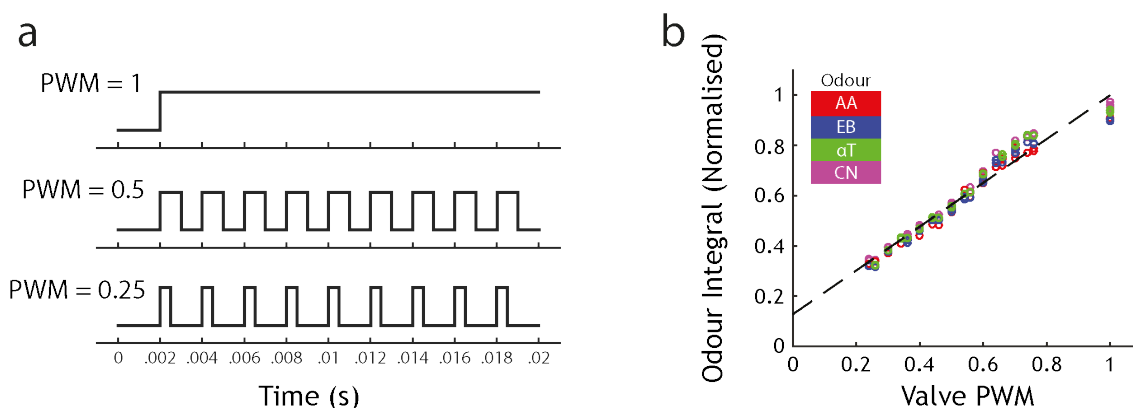 a
PWM = 1
PWM = 0.5
PWM = 0.25
0 .002 .004 .006 .008 .01 .012 .014 .016 .018 .02
Time (s)
b
Odour Integral (Normalised)
1
0.8
0.6
0.4
0.2
0 0.2 0.4 0.6 0.8 1
Valve PWM
Odour
AA
EB
αT
CN